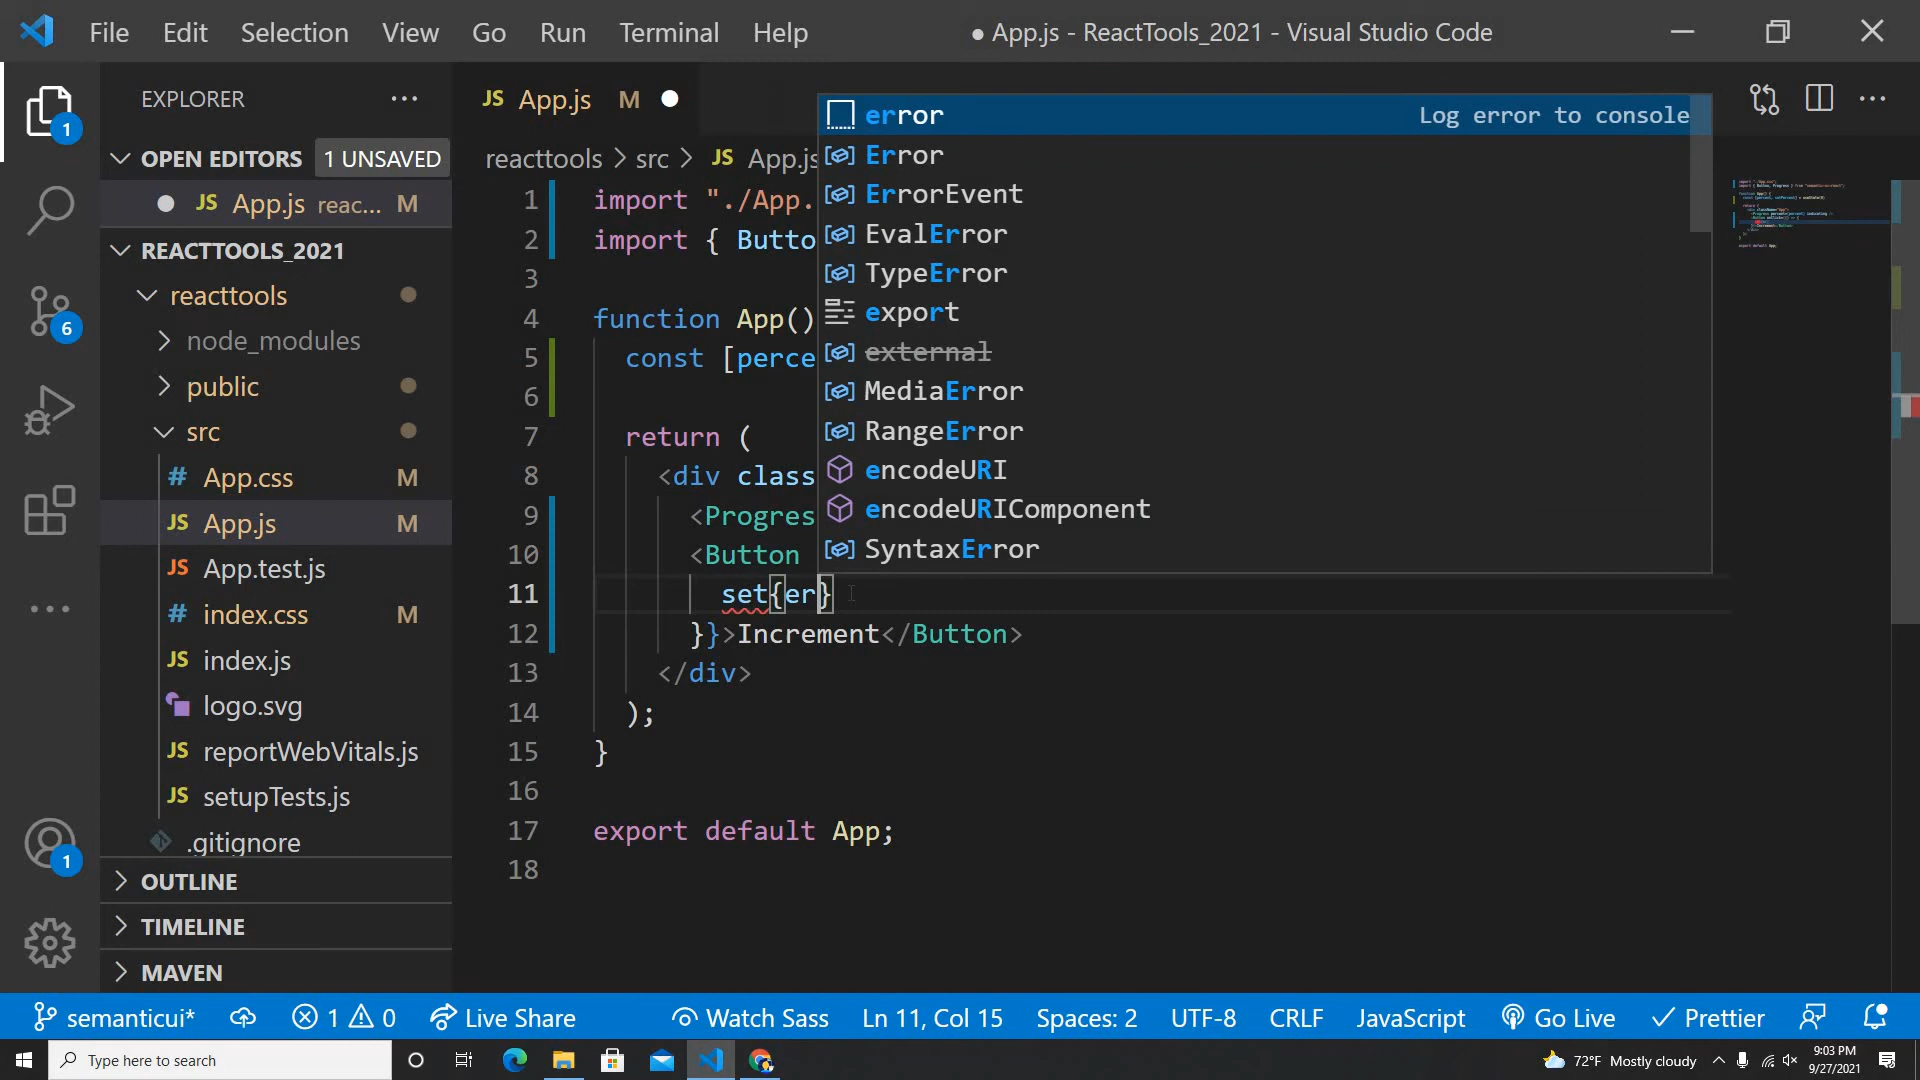 File Edit Selection View Go Run Terminal Help
● App.js - ReactTools_2021 - Visual Studio Code
EXPLORER ···
1
OPEN EDITORS 1 UNSAVED
● JS App.js reac... M
REACTTOOLS_2021
reacttools
node_modules
public
src
# App.css M
JS App.js M
JS App.test.js
# index.css M
JS index.js
logo.svg
JS reportWebVitals.js
JS setupTests.js
.gitignore
OUTLINE
TIMELINE
MAVEN
6
1
JS App.js M ●
reacttools > src > JS App.js
1 import "./App.
2 import { Butto
3
4 function App()
5 const [perce
6
7 return (
8 <div class
9 <Progres
10 <Button
11 set{er}
12 }}>Increment</Button>
13 </div>
14 );
15 }
16
17 export default App;
18
error Log error to console
Error
ErrorEvent
EvalError
TypeError
export
external
MediaError
RangeError
encodeURI
encodeURIComponent
SyntaxError
semanticui* 1 0 Live Share Watch Sass Ln 11, Col 15 Spaces: 2 UTF-8 CRLF JavaScript Go Live Prettier
Type here to search
72°F Mostly cloudy
9:03 PM
9/27/2021